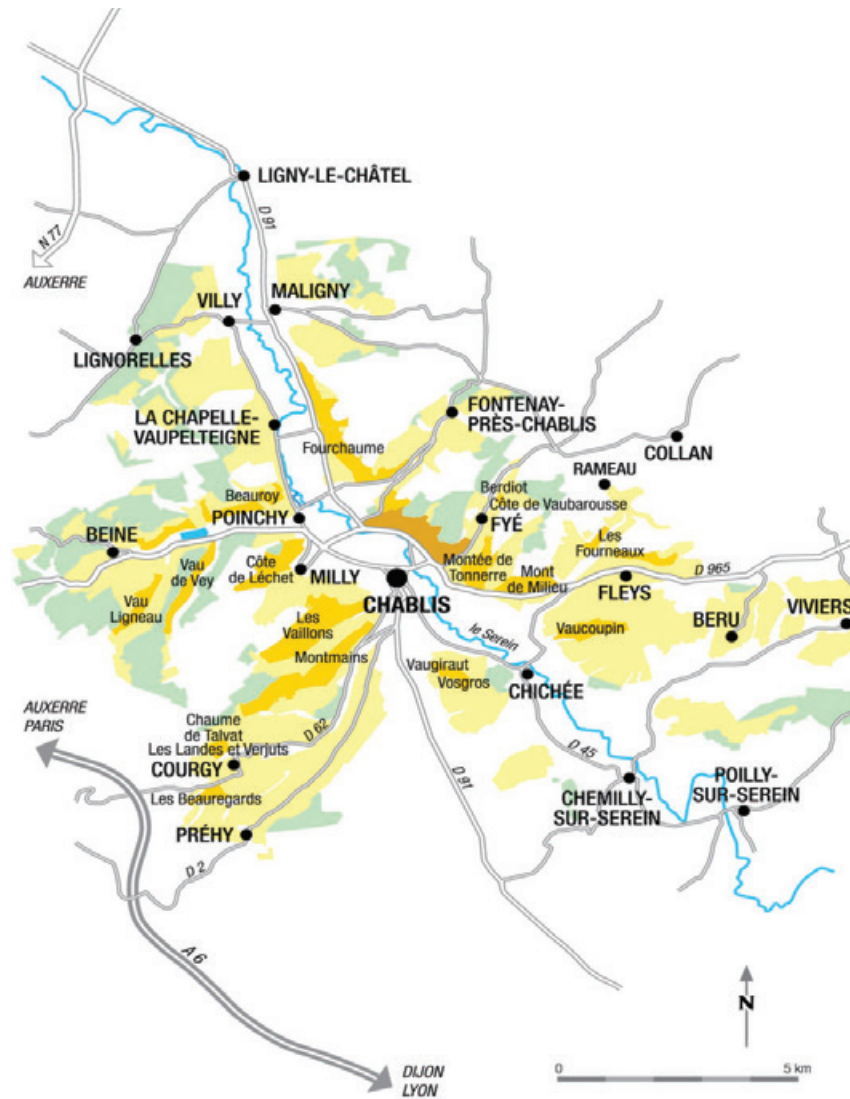 LIGNY-LE-CHÂTEL
D 91
N 77
AUXERRE
VILLY
MALIGNY
LIGNORELLES
LA CHAPELLE-
VAUPELTEIGNE
Fourchaume
FONTENAY-
PRÈS-CHABLIS
COLLAN
RAMEAU
Beauroy
Berdiot
Côte de Vaubarousse
POINCHY
FYÉ
BEINE
Les
Fourneaux
Vau
de Vey
Côte
de Léchet
MILLY
Montée de
Tonnerre
Mont
de Milieu
D 965
FLEYS
CHABLIS
Vau
Ligneau
Les
Vaillons
BERU
VIVIERS
le Serein
Vaucoupin
Montmains
Vaugiraut
Vosgros
CHICHÉE
AUXERRE
PARIS
Chaume
de Talvat
D 62
Les Landes et Verjuts
COURGY
D 45
D 91
Les Beauregards
CHEMILLY-
SUR-SEREIN
POILLY-
SUR-SEREIN
PRÉHY
D 2
A 6
N
DIJON
LYON
0
5 km